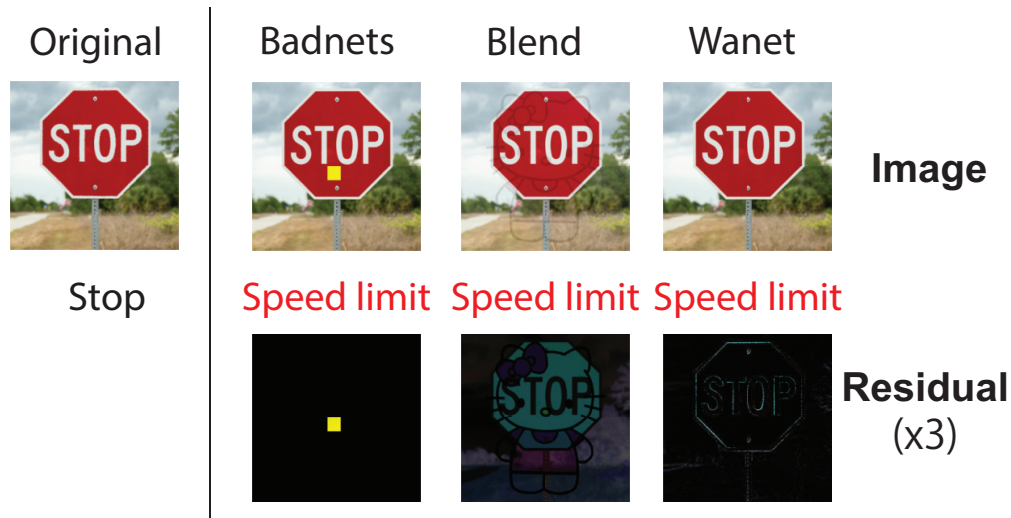 Original Badnets Blend Wanet
STOP STOP STOP STOP
Image
Stop Speed limit Speed limit Speed limit
STOP STOP
Residual
(x3)